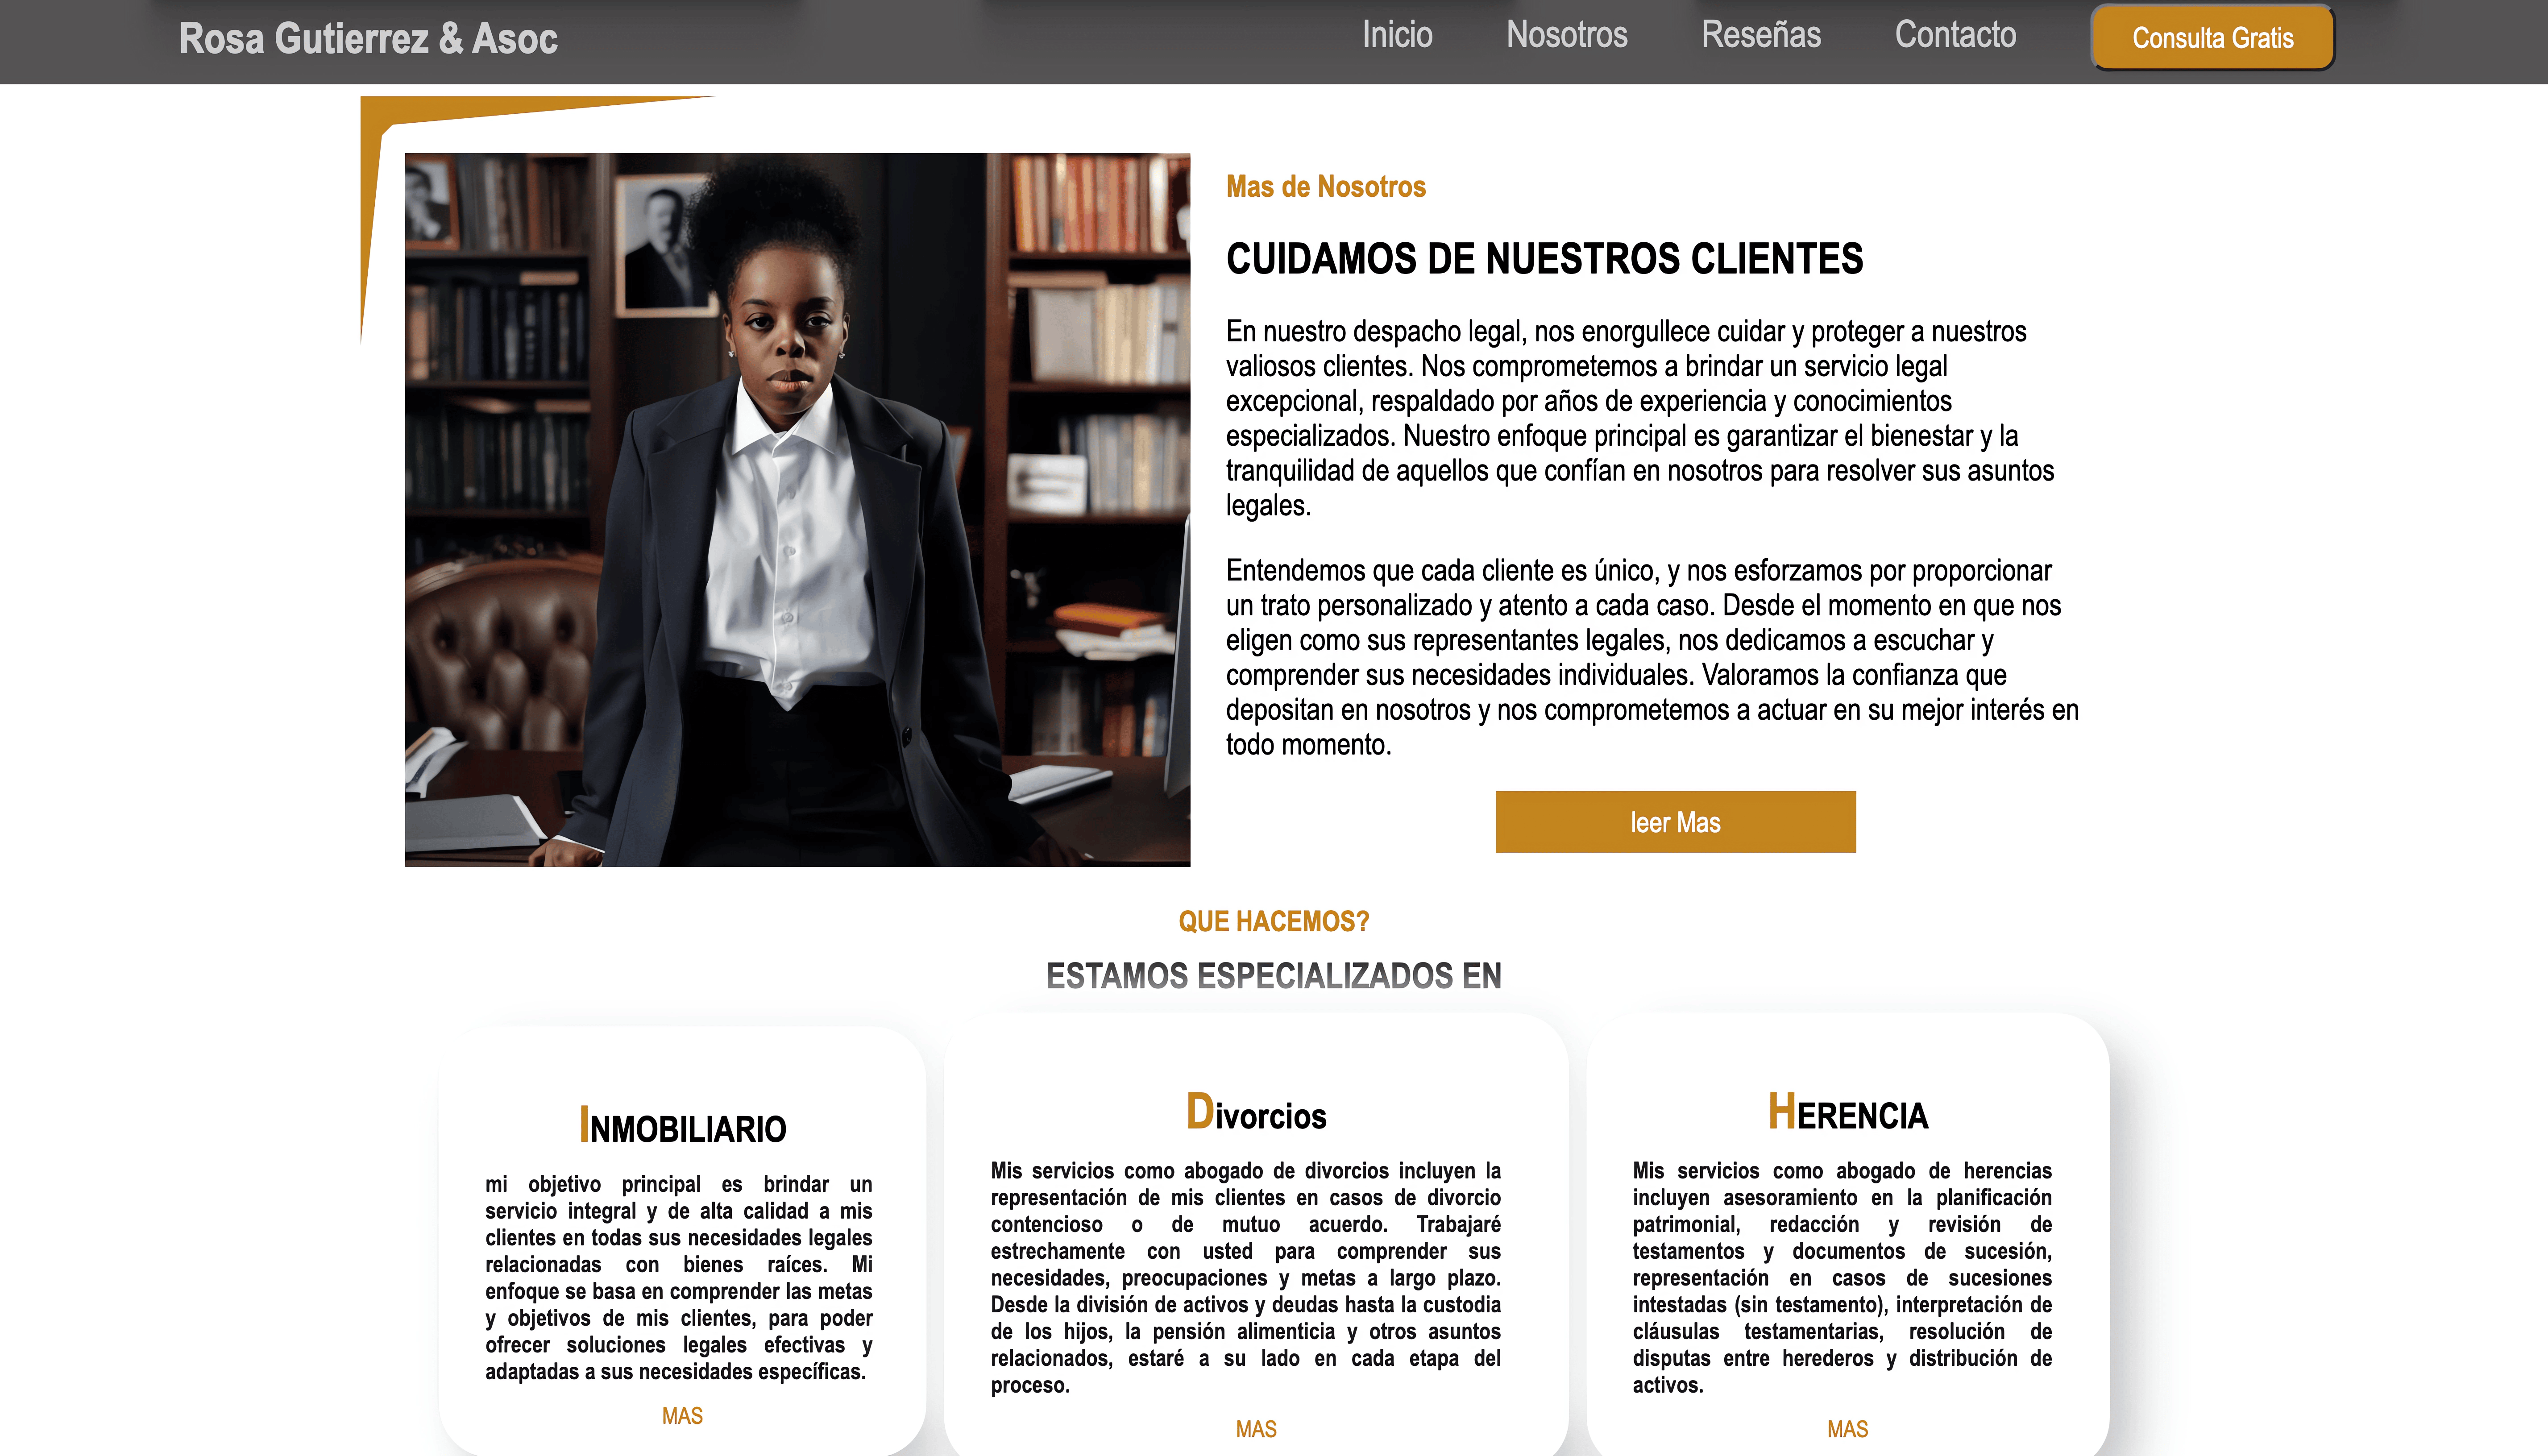 Rosa Gutierrez & Asoc
Inicio
Nosotros
Reseñas
Contacto
Consulta Gratis
Mas de Nosotros
CUIDAMOS DE NUESTROS CLIENTES
En nuestro despacho legal, nos enorgullece cuidar y proteger a nuestros
valiosos clientes. Nos comprometemos a brindar un servicio legal
excepcional, respaldado por años de experiencia y conocimientos
especializados. Nuestro enfoque principal es garantizar el bienestar y la
tranquilidad de aquellos que confían en nosotros para resolver sus asuntos
legales.
Entendemos que cada cliente es único, y nos esforzamos por proporcionar
un trato personalizado y atento a cada caso. Desde el momento en que nos
eligen como sus representantes legales, nos dedicamos a escuchar y
comprender sus necesidades individuales. Valoramos la confianza que
depositan en nosotros y nos comprometemos a actuar en su mejor interés en
todo momento.
leer Mas
QUE HACEMOS?
ESTAMOS ESPECIALIZADOS EN
INMOBILIARIO
mi objetivo principal es brindar un
servicio integral y de alta calidad a mis
clientes en todas sus necesidades legales
relacionadas con bienes raíces. Mi
enfoque se basa en comprender las metas
y objetivos de mis clientes, para poder
ofrecer soluciones legales efectivas y
adaptadas a sus necesidades específicas.
MAS
Divorcios
Mis servicios como abogado de divorcios incluyen la
representación de mis clientes en casos de divorcio
contencioso o de mutuo acuerdo. Trabajaré
estrechamente con usted para comprender sus
necesidades, preocupaciones y metas a largo plazo.
Desde la división de activos y deudas hasta la custodia
de los hijos, la pensión alimenticia y otros asuntos
relacionados, estaré a su lado en cada etapa del
proceso.
MAS
HERENCIA
Mis servicios como abogado de herencias
incluyen asesoramiento en la planificación
patrimonial, redacción y revisión de
testamentos y documentos de sucesión,
representación en casos de sucesiones
intestadas (sin testamento), interpretación de
cláusulas testamentarias, resolución de
disputas entre herederos y distribución de
activos.
MAS